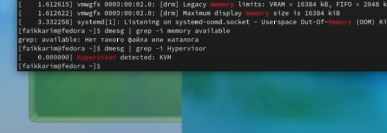 [    1.612615] vmwgfx 0000:00:02.0: [drm] Legacy memory limits: VRAM = 16384 kB, FIFO = 2048 k
[    1.612621] vmwgfx 0000:00:02.0: [drm] Maximum display memory size is 16384 kiB
[    3.332258] systemd[1]: Listening on systemd-oomd.socket - Userspace Out-Of-Memory (OOM) Ki
[faikkarim@fedora ~]$ dmesg | grep -i memory available
grep: available: Нет такого файла или каталога
[faikkarim@fedora ~]$ dmesg | grep -i Hypervisor
[    0.000000] Hypervisor detected: KVM
[faikkarim@fedora ~]$